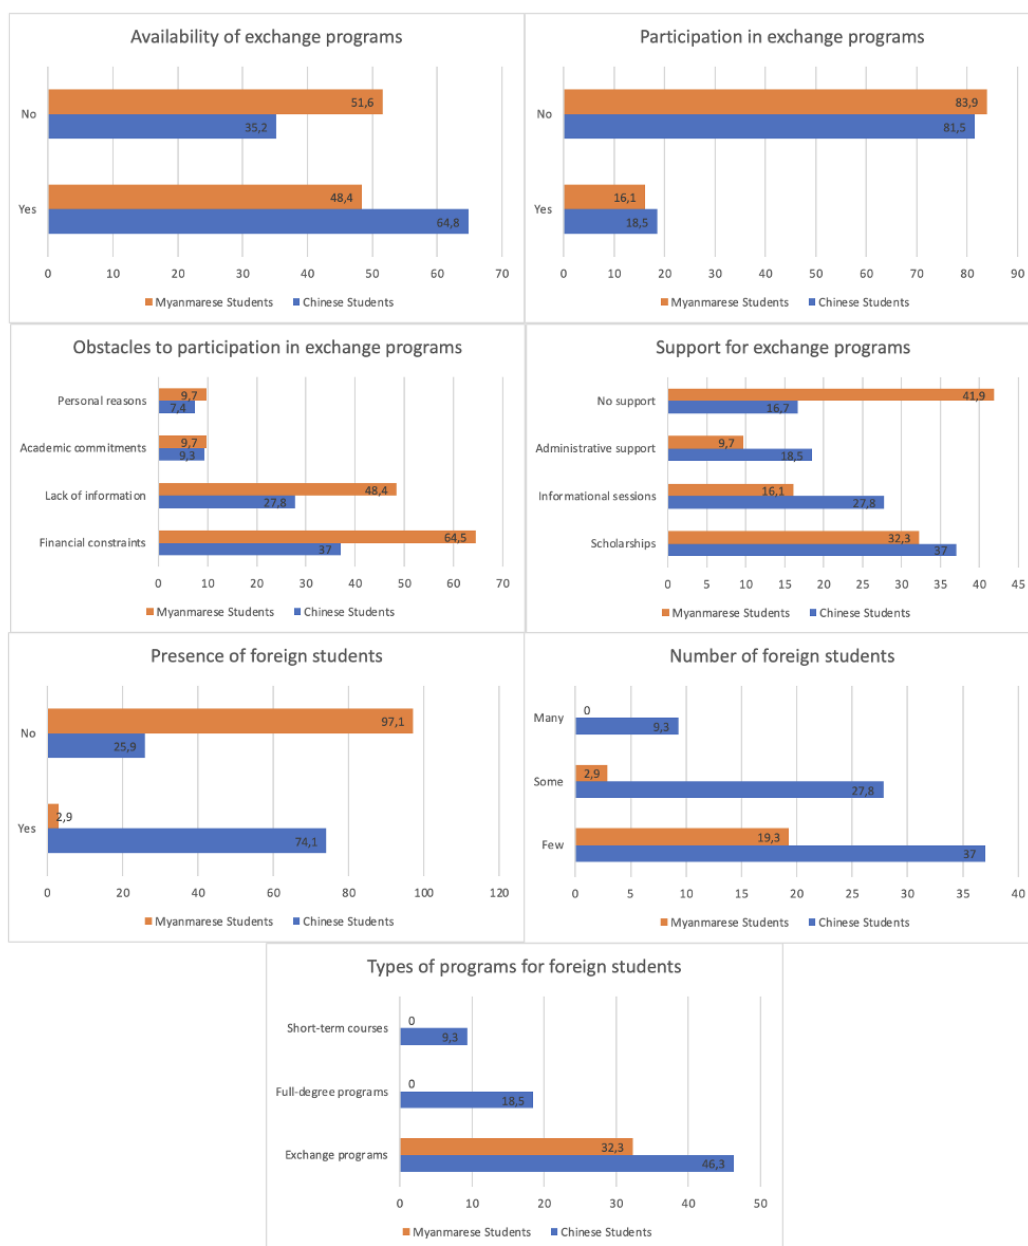 Availability of exchange programs
No
51,6
35,2
Yes
48,4
64,8
0 10 20 30 40 50 60 70
Myanmarese Students Chinese Students
Participation in exchange programs
No
83,9
81,5
Yes
16,1
18,5
0 10 20 30 40 50 60 70 80 90
Myanmarese Students Chinese Students
Obstacles to participation in exchange programs
Personal reasons
9,7
7,4
Academic commitments
9,7
9,3
Lack of information
48,4
27,8
Financial constraints
64,5
37
0 10 20 30 40 50 60 70
Myanmarese Students Chinese Students
Support for exchange programs
No support
41,9
16,7
Administrative support
9,7
18,5
Informational sessions
16,1
27,8
Scholarships
32,3
37
0 5 10 15 20 25 30 35 40 45
Myanmarese Students Chinese Students
Presence of foreign students
No
97,1
25,9
Yes
2,9
74,1
0 20 40 60 80 100 120
Myanmarese Students Chinese Students
Number of foreign students
Many
0
9,3
Some
2,9
27,8
Few
19,3
37
0 5 10 15 20 25 30 35 40
Myanmarese Students Chinese Students
Types of programs for foreign students
Short-term courses
0
9,3
Full-degree programs
0
18,5
Exchange programs
32,3
46,3
0 10 20 30 40 50
Myanmarese Students Chinese Students